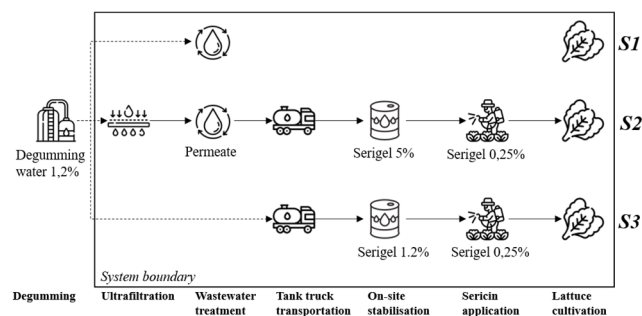 S1
Degumming
water 1,2%
Permeate
Serigel 5%
Serigel 0,25%
S2
Serigel 1.2%
Serigel 0,25%
S3
System boundary
Degumming
Ultrafiltration
Wastewater
treatment
Tank truck
transportation
On-site
stabilisation
Sericin
application
Lattuce
cultivation